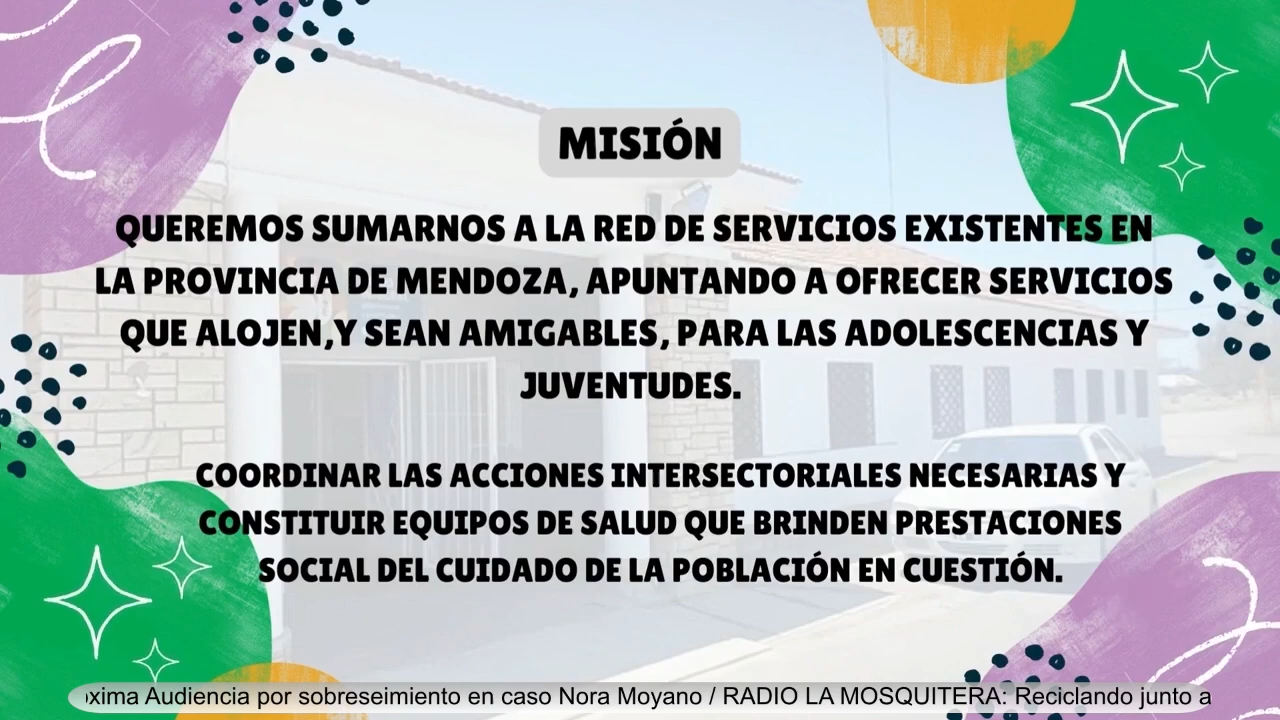 MISIÓN
QUEREMOS SUMARNOS A LA RED DE SERVICIOS EXISTENTES EN
LA PROVINCIA DE MENDOZA, APUNTANDO A OFRECER SERVICIOS
QUE ALOJEN,Y SEAN AMIGABLES, PARA LAS ADOLESCENCIAS Y
JUVENTUDES.
COORDINAR LAS ACCIONES INTERSECTORIALES NECESARIAS Y
CONSTITUIR EQUIPOS DE SALUD QUE BRINDEN PRESTACIONES
SOCIAL DEL CUIDADO DE LA POBLACIÓN EN CUESTIÓN.
Audiencia por sobreseimiento en caso Nora Moyano / RADIO LA MOSQUITERA: Reciclando junto a